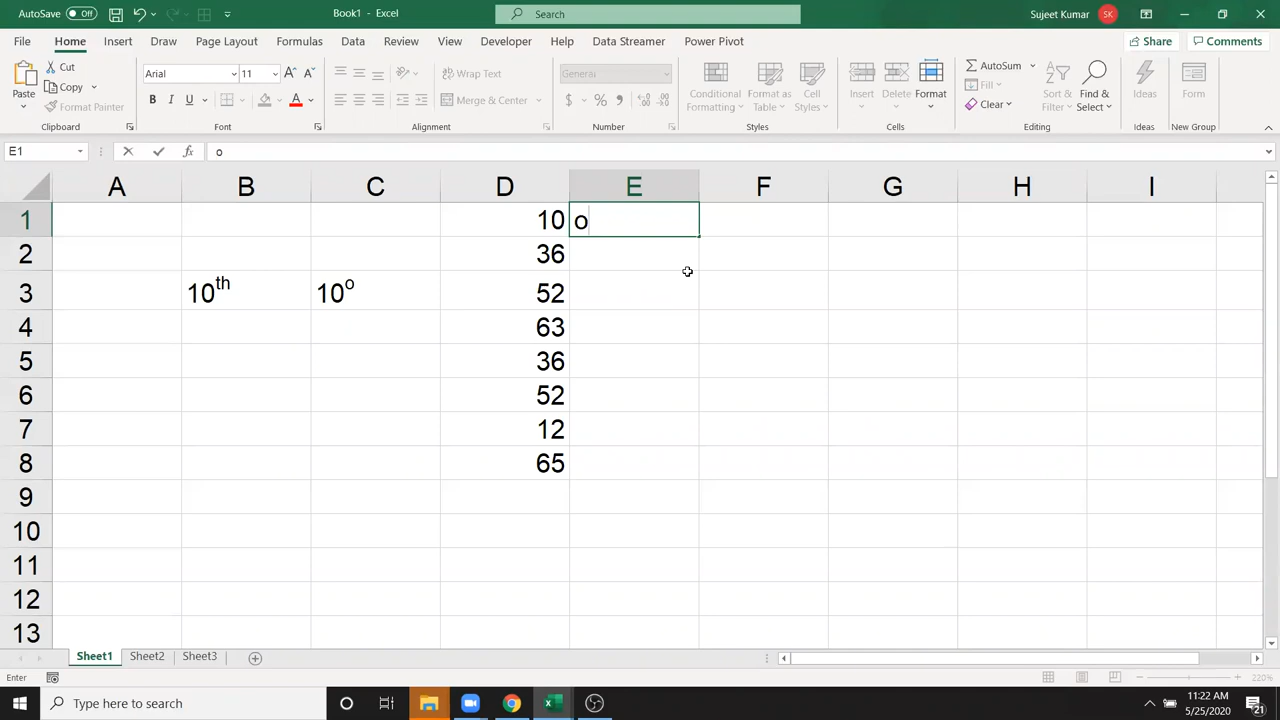 AutoSave Off Book1 - Excel Search Sujeet Kumar SK
File Home Insert Draw Page Layout Formulas Data Review View Developer Help Data Streamer Power Pivot Share Comments
Paste Cut Copy Format Painter Arial 11 Wrap Text Merge & Center General Conditional Formatting Format as Table Cell Styles Insert Delete Format AutoSum Fill Clear Sort & Filter Find & Select Ideas Form
Clipboard Font Alignment Number Styles Cells Editing Ideas New Group
E1 fx o
A B C D E F G H I
1 10 o
2 36
3 10th 10o 52
4 63
5 36
6 52
7 12
8 65
9
10
11
12
13
Sheet1 Sheet2 Sheet3
Enter 220%
Type here to search 11:22 AM
5/25/2020 21